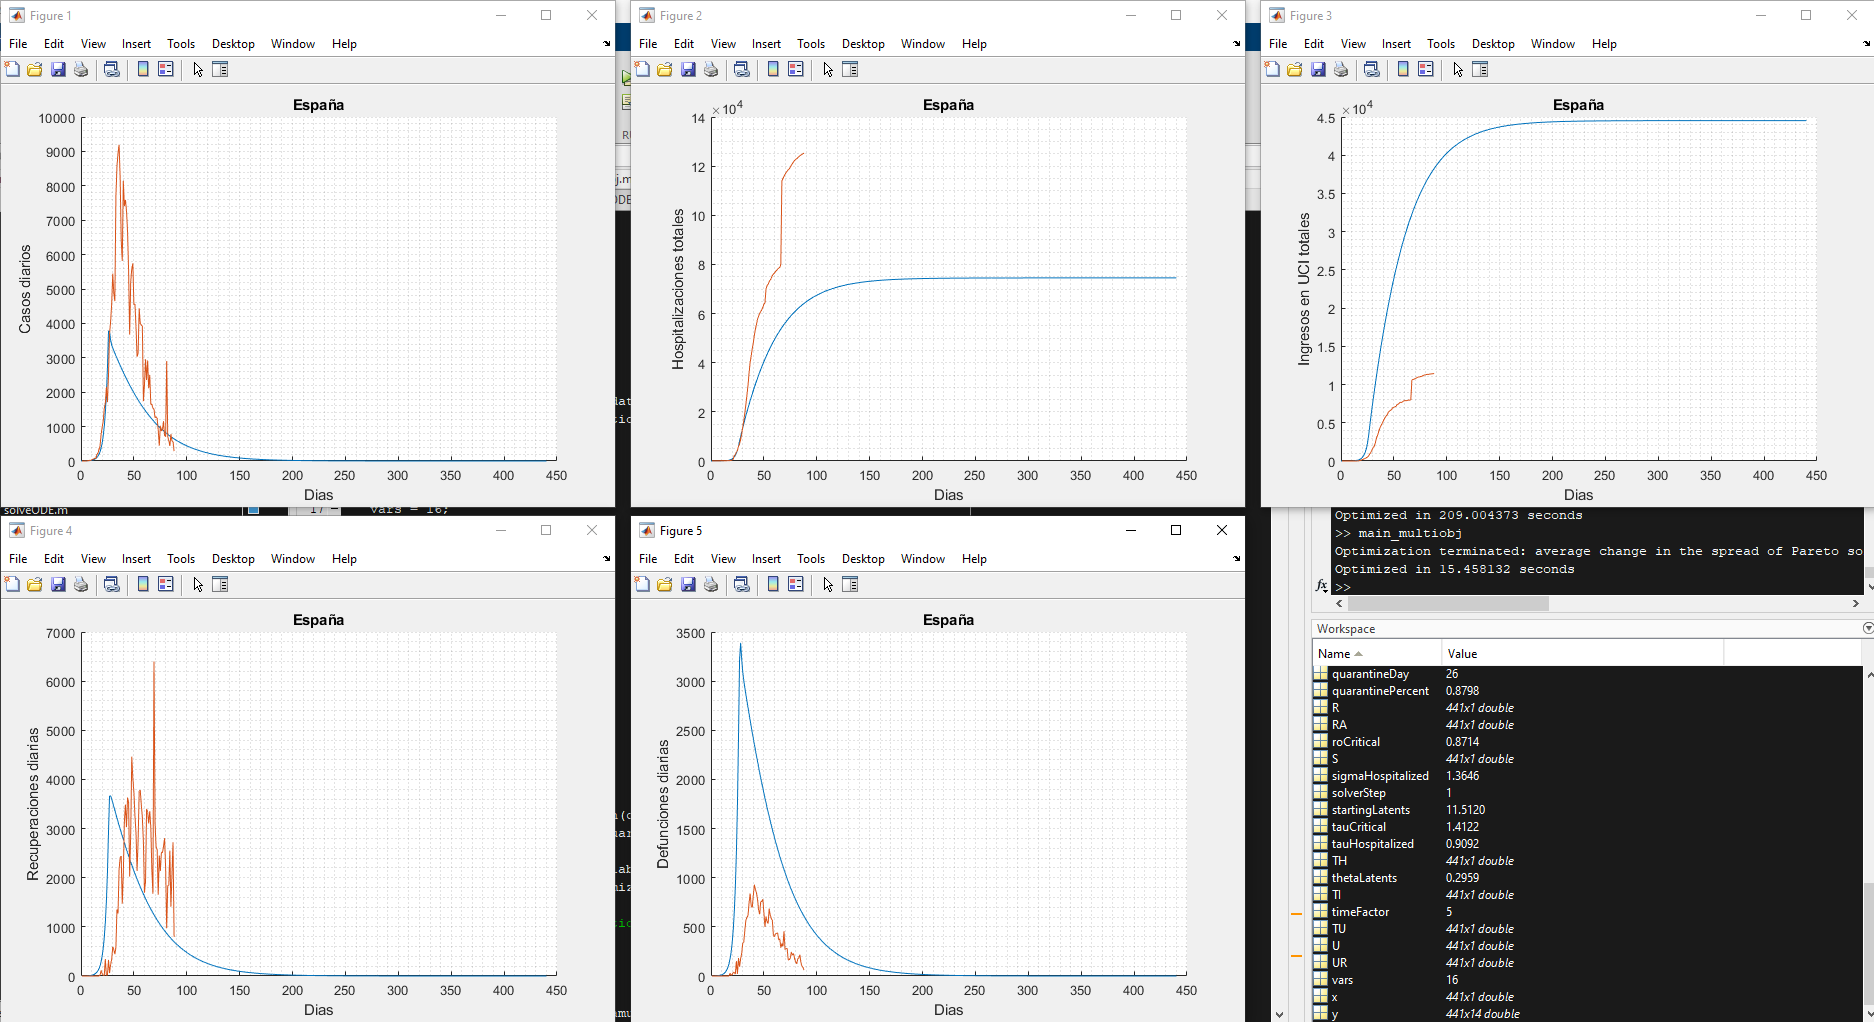 Figure 1
File Edit View Insert Tools Desktop Window Help
España
10000
9000
8000
7000
6000
5000
4000
3000
2000
1000
0
Casos diarios
0 50 100 150 200 250 300 350 400 450
Dias
Figure 2
File Edit View Insert Tools Desktop Window Help
×10^4
España
14
12
10
8
6
4
2
0
Hospitalizaciones totales
0 50 100 150 200 250 300 350 400 450
Dias
Figure 3
File Edit View Insert Tools Desktop Window Help
×10^4
España
4.5
4
3.5
3
2.5
2
1.5
1
0.5
0
Ingresos en UCI totales
0 50 100 150 200 250 300 350 400 450
Dias
solveODE.m
17 - vars = 16;
Figure 4
File Edit View Insert Tools Desktop Window Help
España
7000
6000
5000
4000
3000
2000
1000
0
Recuperaciones diarias
0 50 100 150 200 250 300 350 400 450
Dias
Figure 5
File Edit View Insert Tools Desktop Window Help
España
3500
3000
2500
2000
1500
1000
500
0
Defunciones diarias
0 50 100 150 200 250 300 350 400 450
Dias
Optimized in 209.004373 seconds
>> main_multiobj
Optimization terminated: average change in the spread of Pareto so
Optimized in 15.458132 seconds
fx >>
Workspace
Name Value
quarantineDay 26
quarantinePercent 0.8798
R 441x1 double
RA 441x1 double
roCritical 0.8714
S 441x1 double
sigmaHospitalized 1.3646
solverStep 1
startingLatents 11.5120
tauCritical 1.4122
tauHospitalized 0.9092
TH 441x1 double
thetaLatents 0.2959
TI 441x1 double
timeFactor 5
TU 441x1 double
U 441x1 double
UR 441x1 double
vars 16
x 441x1 double
y 441x14 double